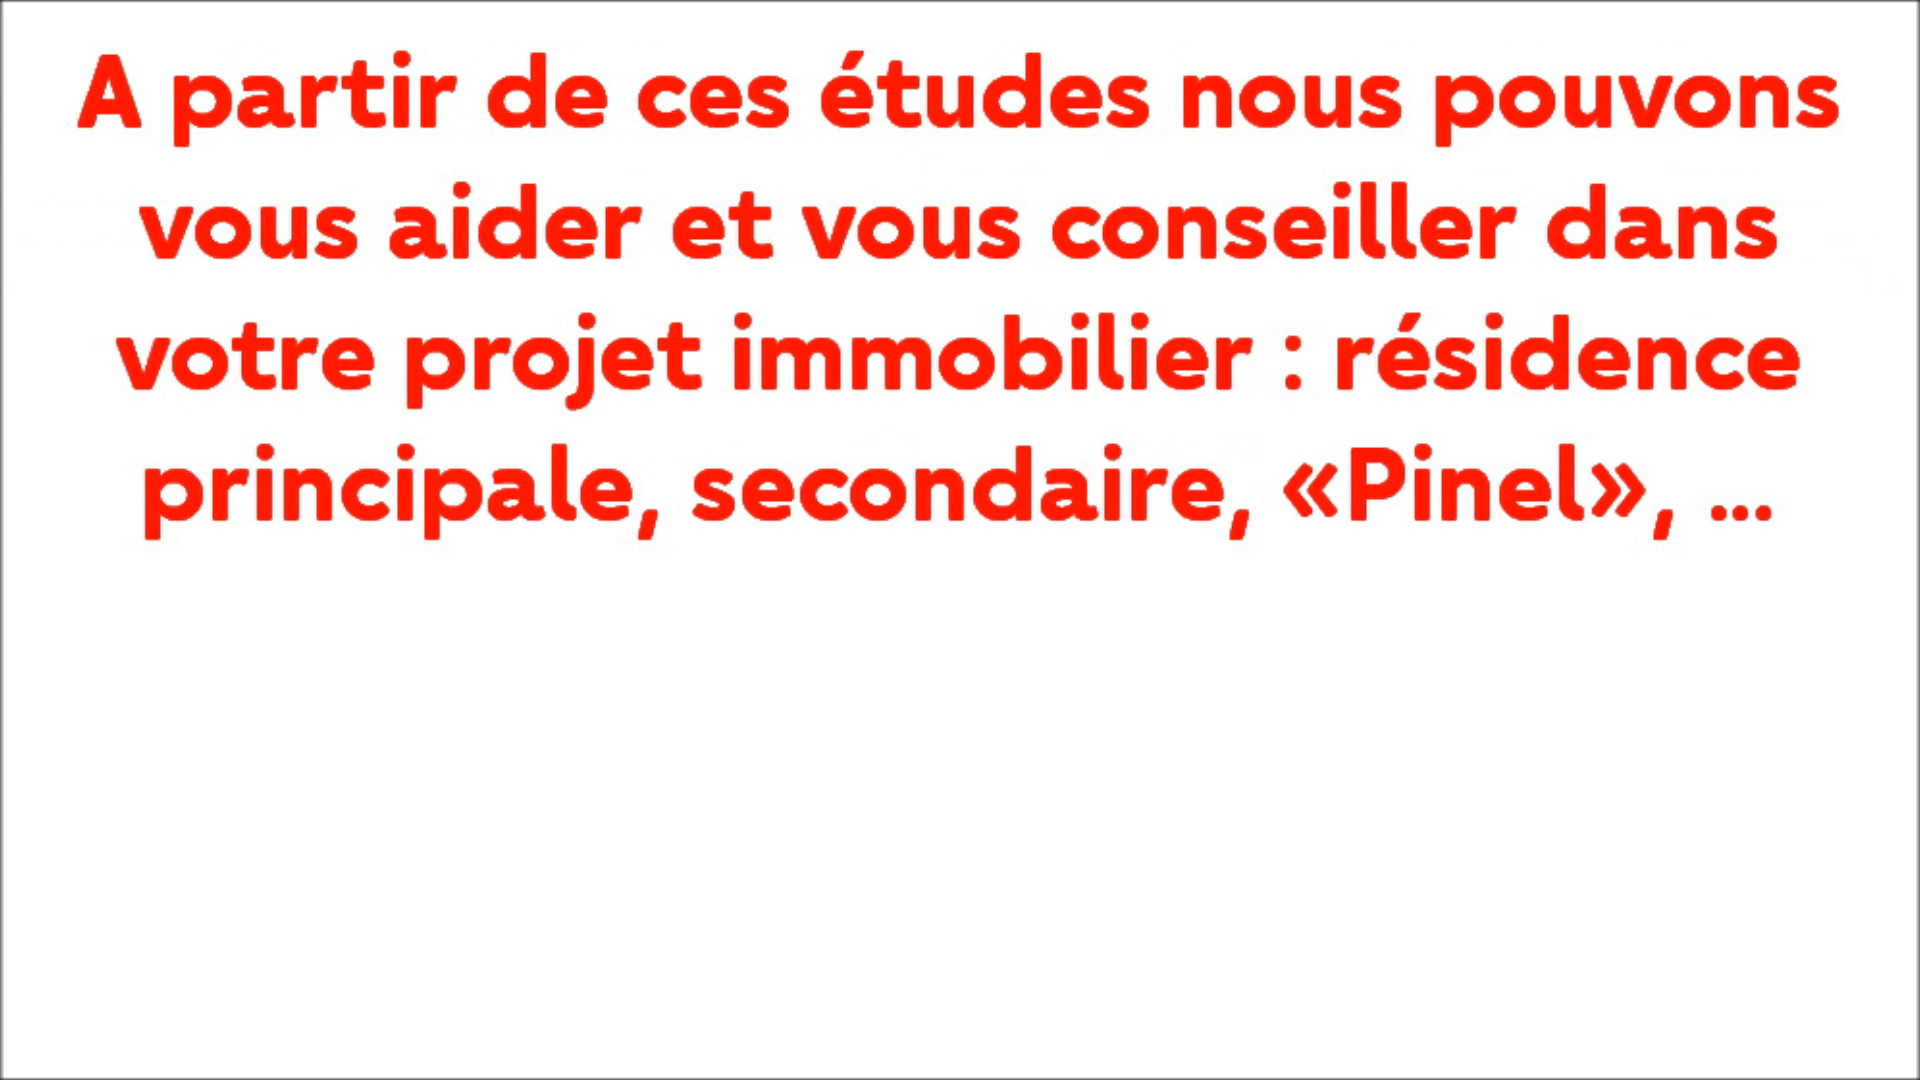 A partir de ces études nous pouvons
vous aider et vous conseiller dans
votre projet immobilier : résidence
principale, secondaire, «Pinel», ...